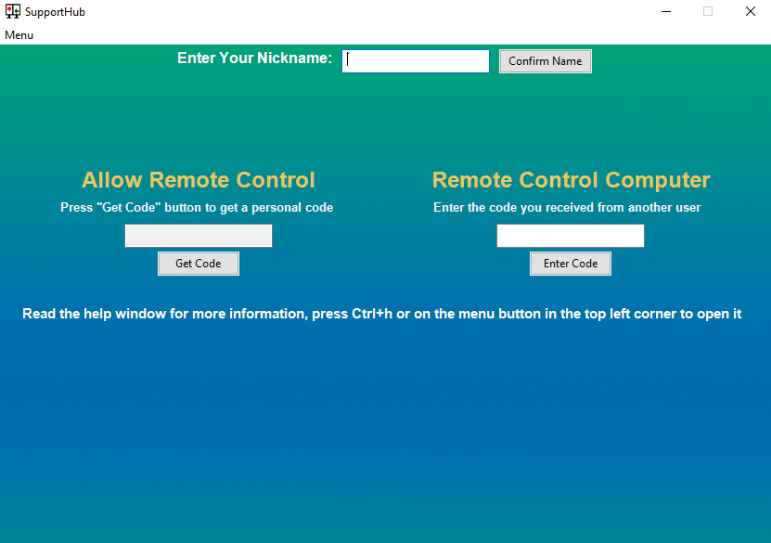 SupportHub
Menu
Enter Your Nickname:
Confirm Name
Allow Remote Control
Remote Control Computer
Press "Get Code" button to get a personal code
Enter the code you received from another user
Get Code
Enter Code
Read the help window for more information, press Ctrl+h or on the menu button in the top left corner to open it